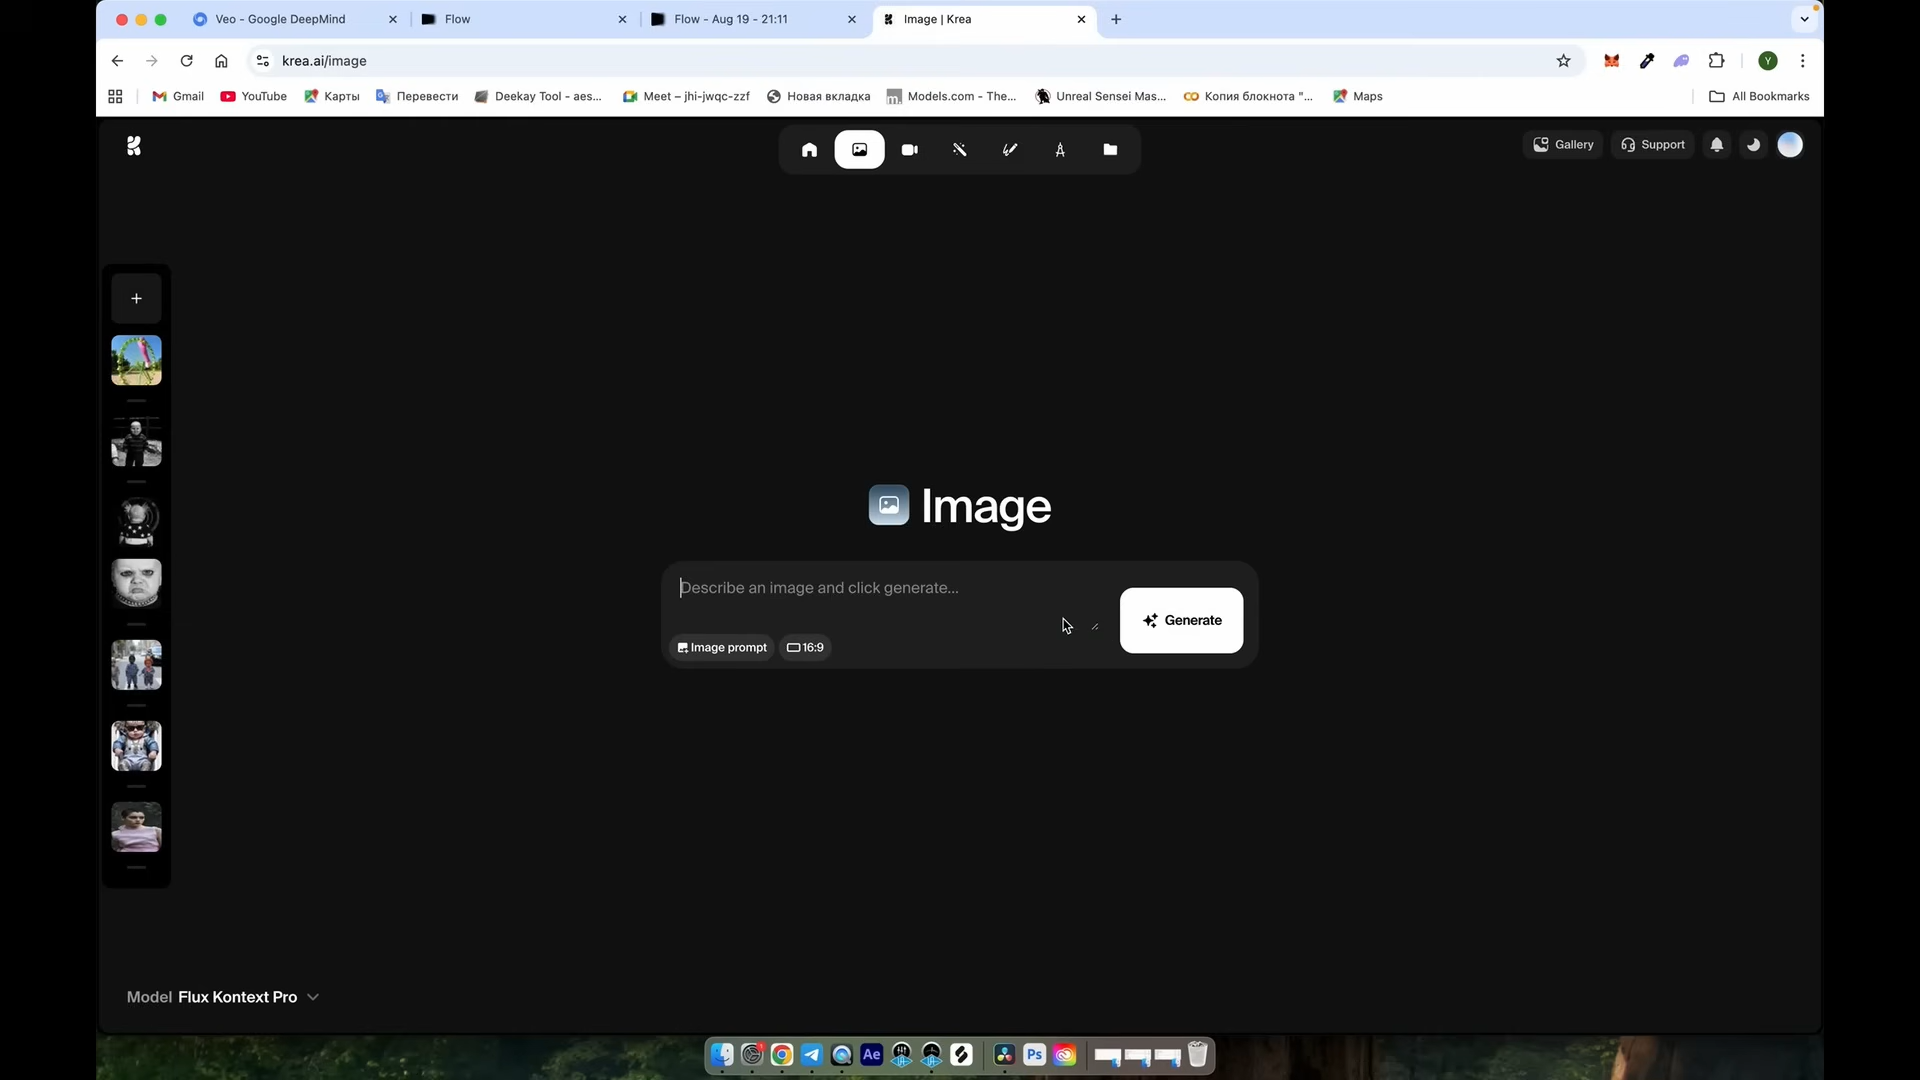 Veo - Google DeepMind
Flow
Flow - Aug 19 - 21:11
Image | Krea
krea.ai/image
Y
Gmail
YouTube
Карты
Перевести
Deekay Tool - aes...
Meet – jhi-jwqc-zzf
Новая вкладка
Models.com - The...
Unreal Sensei Mas...
Копия блокнота "...
Maps
All Bookmarks
Gallery
Support
Image
Describe an image and click generate...
Generate
Image prompt
16:9
Model Flux Kontext Pro
1
Ae
Ps